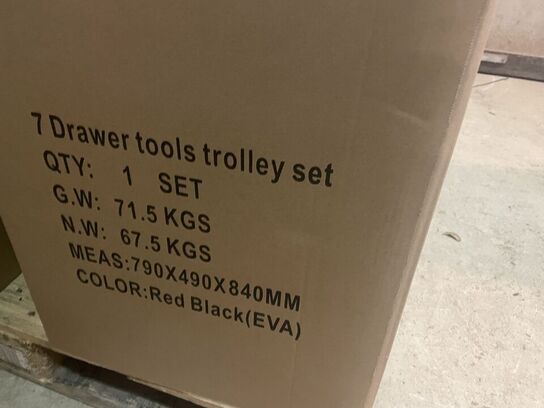 7 Drawer tools trolley set
QTY: 1 SET
G.W: 71.5 KGS
N.W: 67.5 KGS
MEAS:790X490X840MM
COLOR:Red Black(EVA)